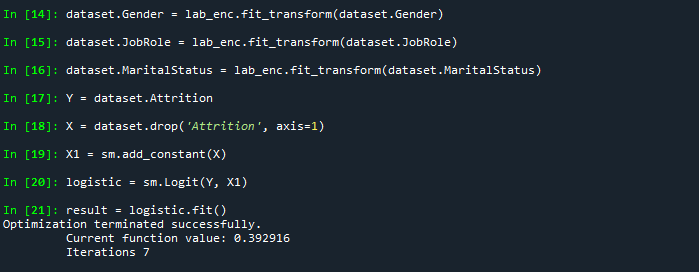 In [14]: dataset.Gender = lab_enc.fit_transform(dataset.Gender)
In [15]: dataset.JobRole = lab_enc.fit_transform(dataset.JobRole)
In [16]: dataset.MaritalStatus = lab_enc.fit_transform(dataset.MaritalStatus)
In [17]: Y = dataset.Attrition
In [18]: X = dataset.drop('Attrition', axis=1)
In [19]: X1 = sm.add_constant(X)
In [20]: logistic = sm.Logit(Y, X1)
In [21]: result = logistic.fit()
Optimization terminated successfully.
         Current function value: 0.392916
         Iterations 7